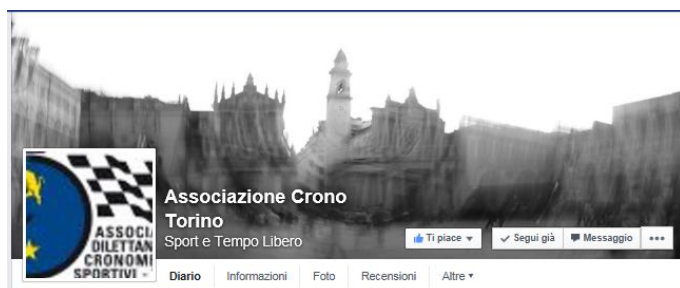 ASSOCI
DILETTAN
CRONOME
SPORTIVI -
Associazione Crono
Torino
Sport e Tempo Libero
Ti piace
Segui già
Messaggio
Diario Informazioni Foto Recensioni Altre